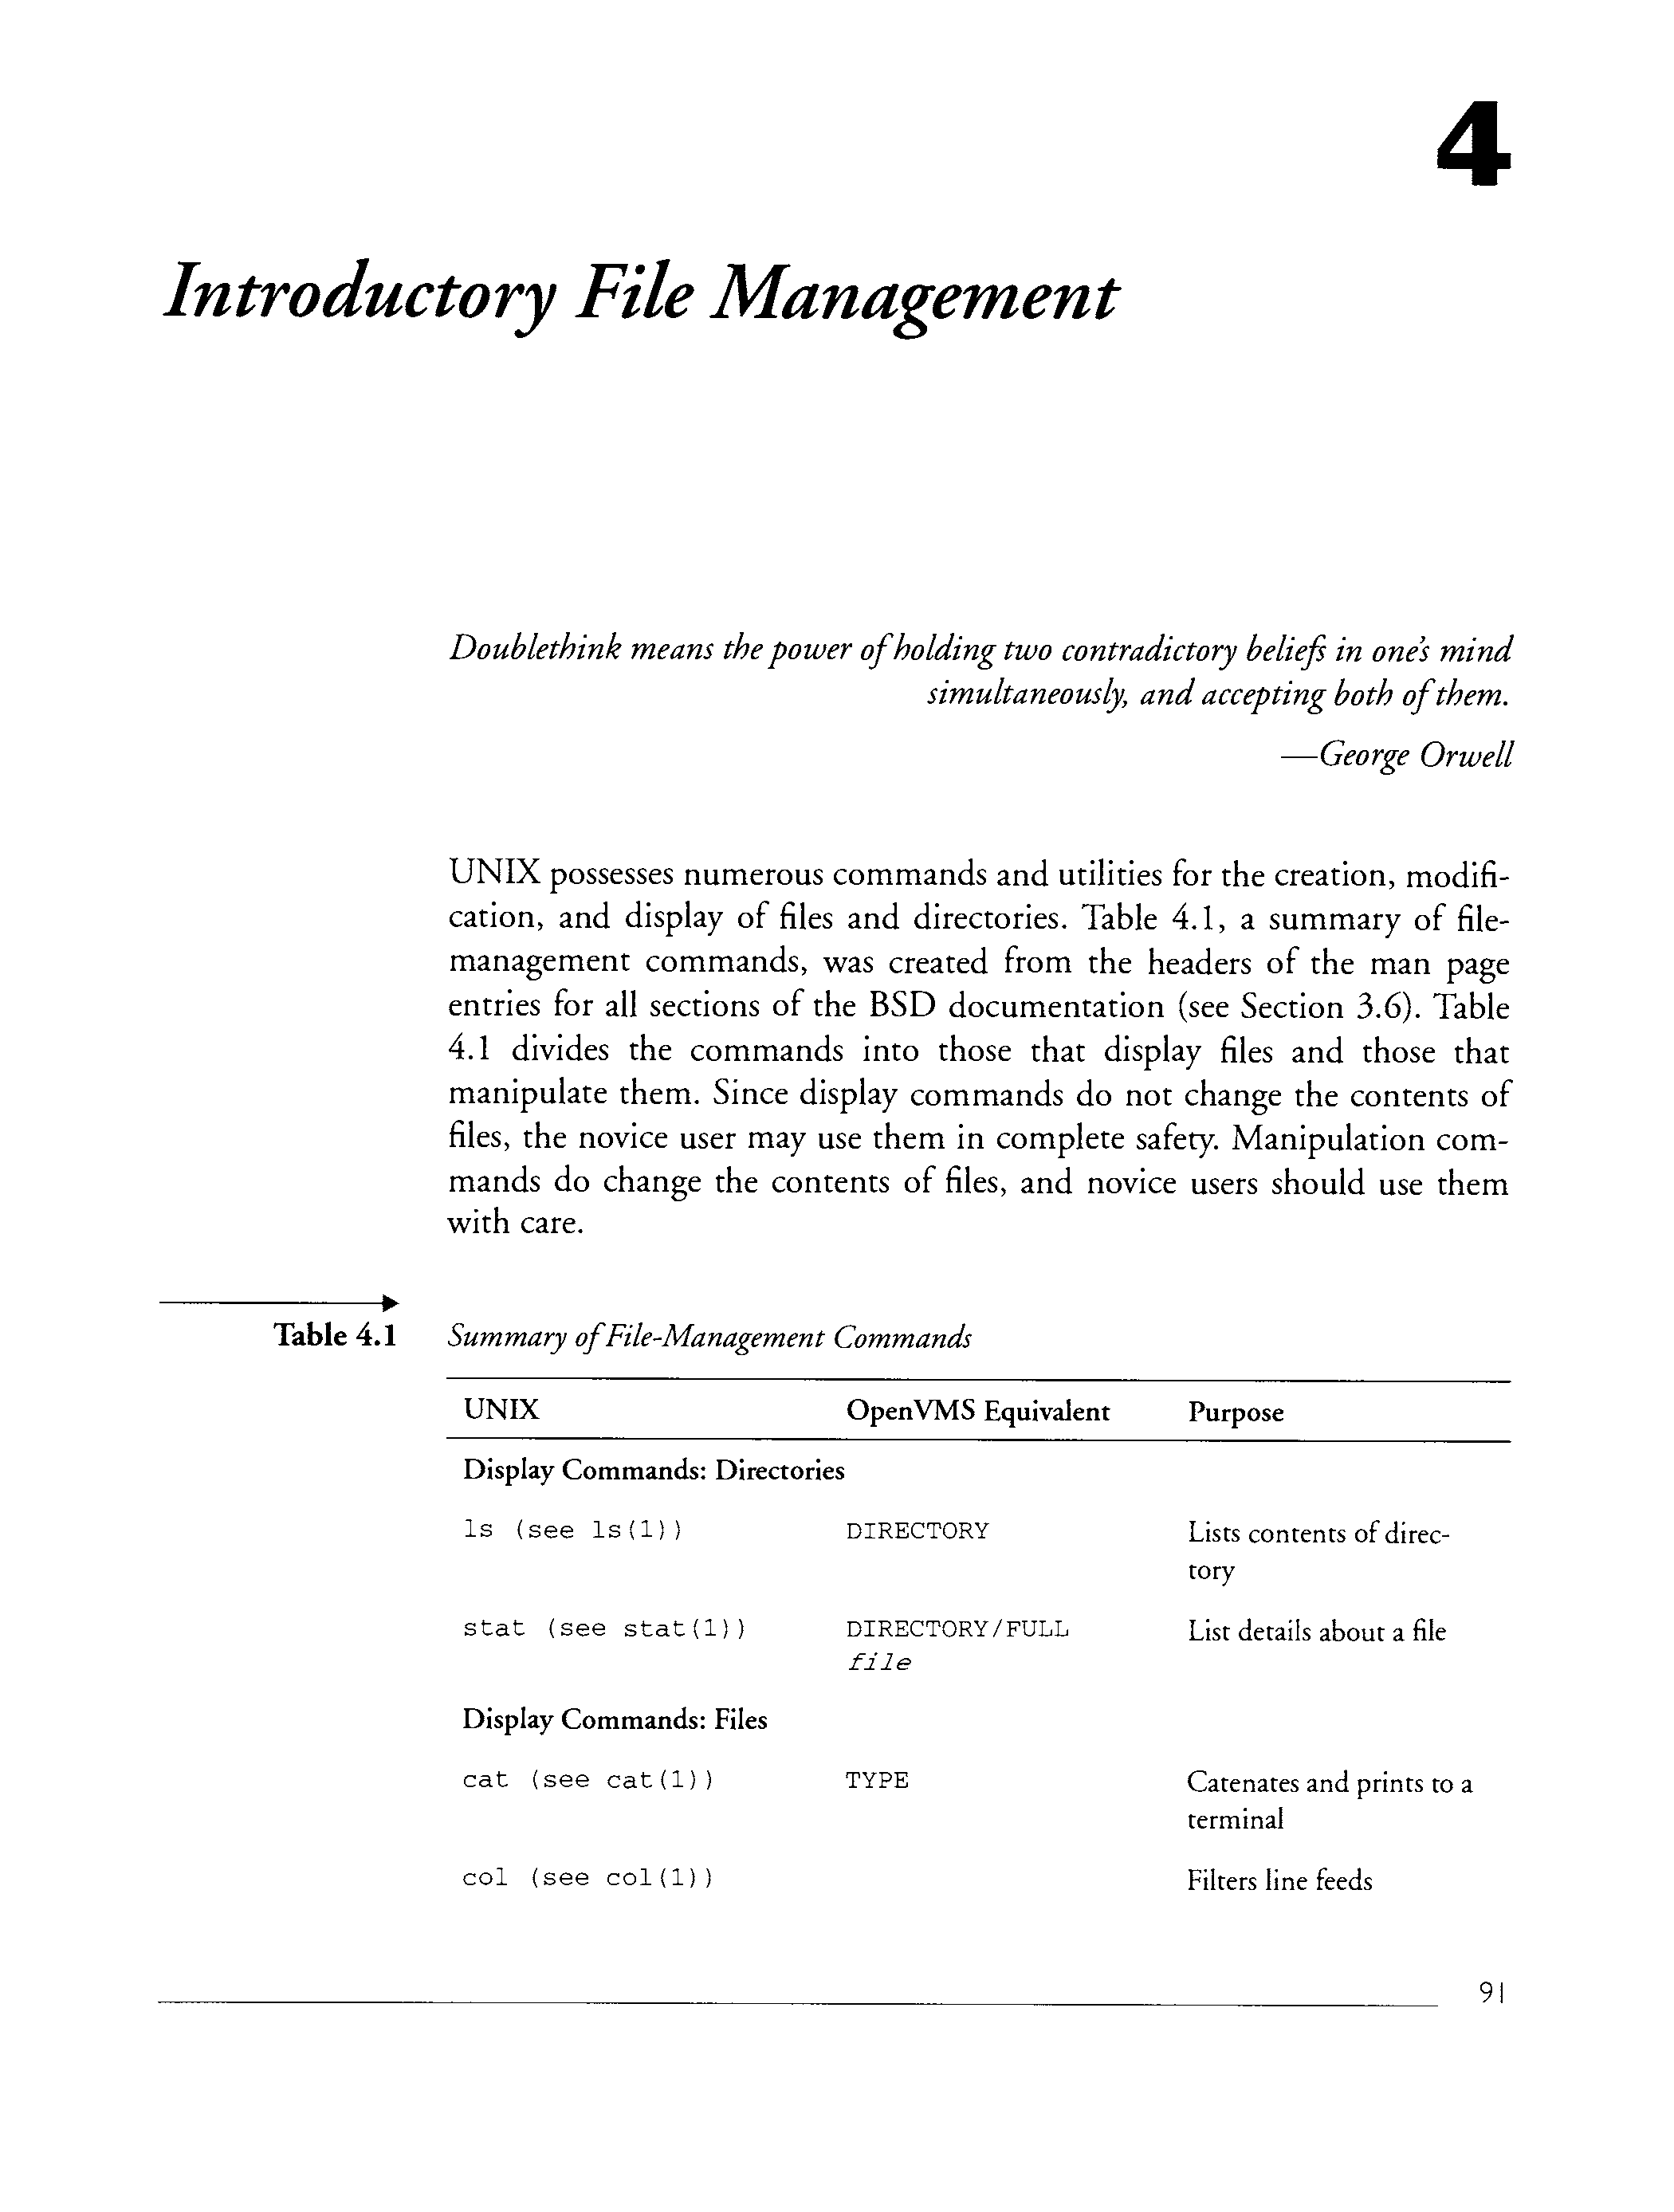 4
Introductory File Management
Doublethink means the power of holding two contradictory beliefs in one's mind
simultaneously, and accepting both of them.
—George Orwell
UNIX possesses numerous commands and utilities for the creation, modifi-
cation, and display of files and directories. Table 4.1, a summary of file-
management commands, was created from the headers of the man page
entries for all sections of the BSD documentation (see Section 3.6). Table
4.1 divides the commands into those that display files and those that
manipulate them. Since display commands do not change the contents of
files, the novice user may use them in complete safety. Manipulation com-
mands do change the contents of files, and novice users should use them
with care.
Table 4.1 Summary of File-Management Commands
UNIX OpenVMS Equivalent Purpose
Display Commands: Directories
ls (see ls(1)) DIRECTORY Lists contents of direc-
tory
stat (see stat(1)) DIRECTORY/FULL List details about a file
file
Display Commands: Files
cat (see cat(1)) TYPE Catenates and prints to a
terminal
col (see col(1)) Filters line feeds
91